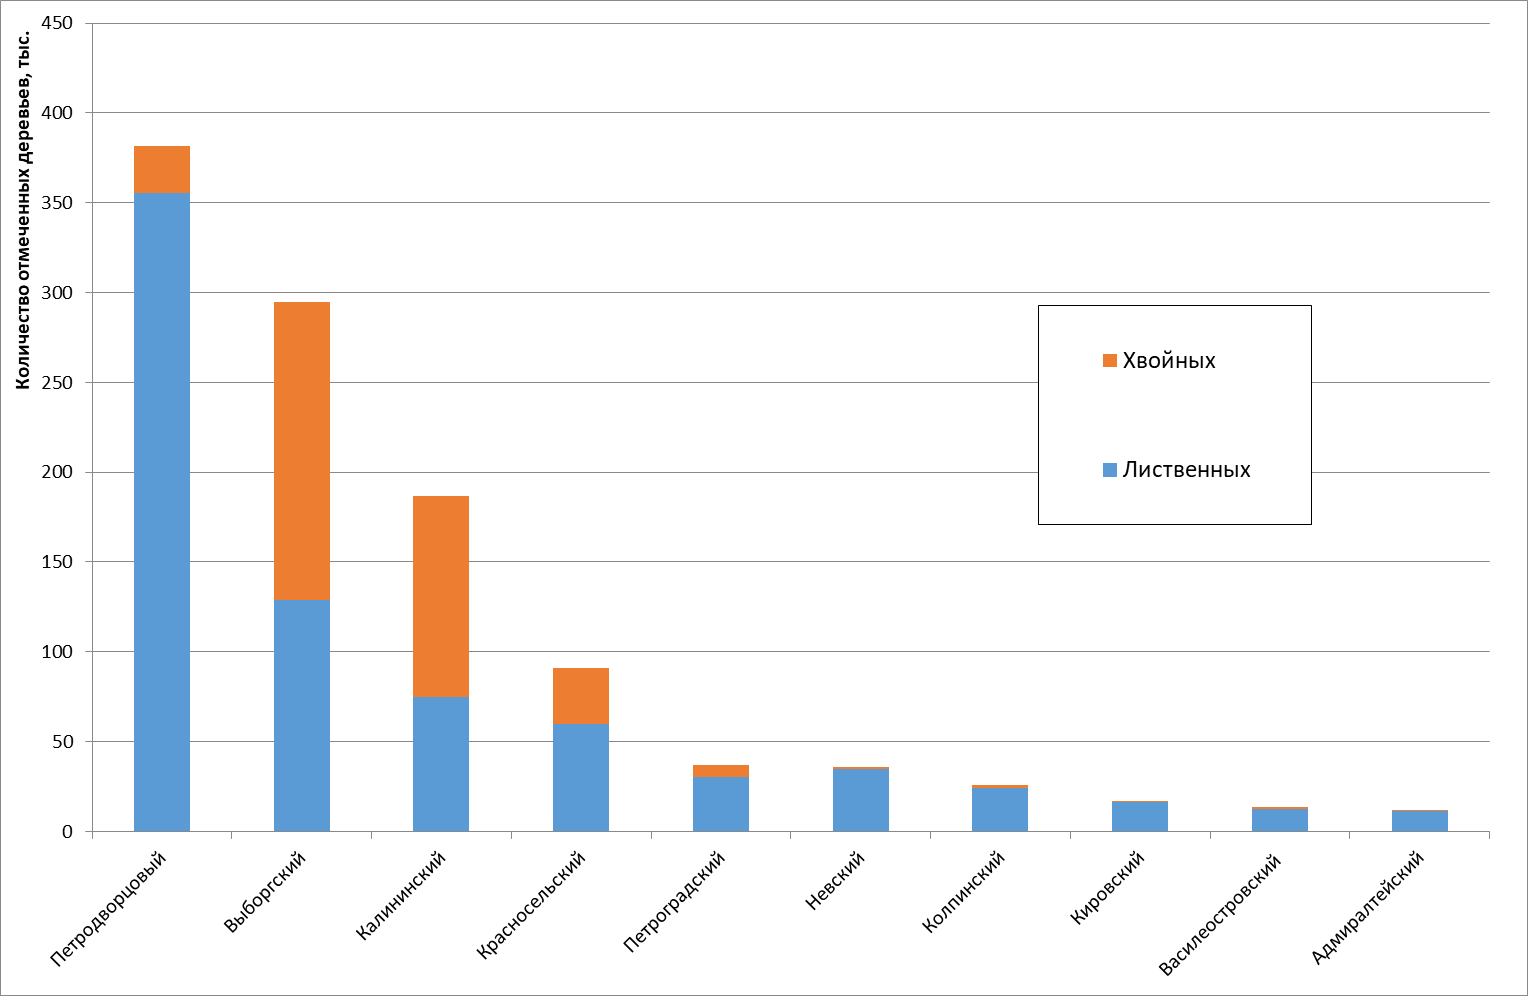 Количество отмеченных деревьев, тыс.
450
400
350
300
250
200
150
100
50
0
Хвойных
Лиственных
Петродворцовый
Выборгский
Калининский
Красносельский
Петроградский
Невский
Колпинский
Кировский
Василеостровский
Адмиралтейский